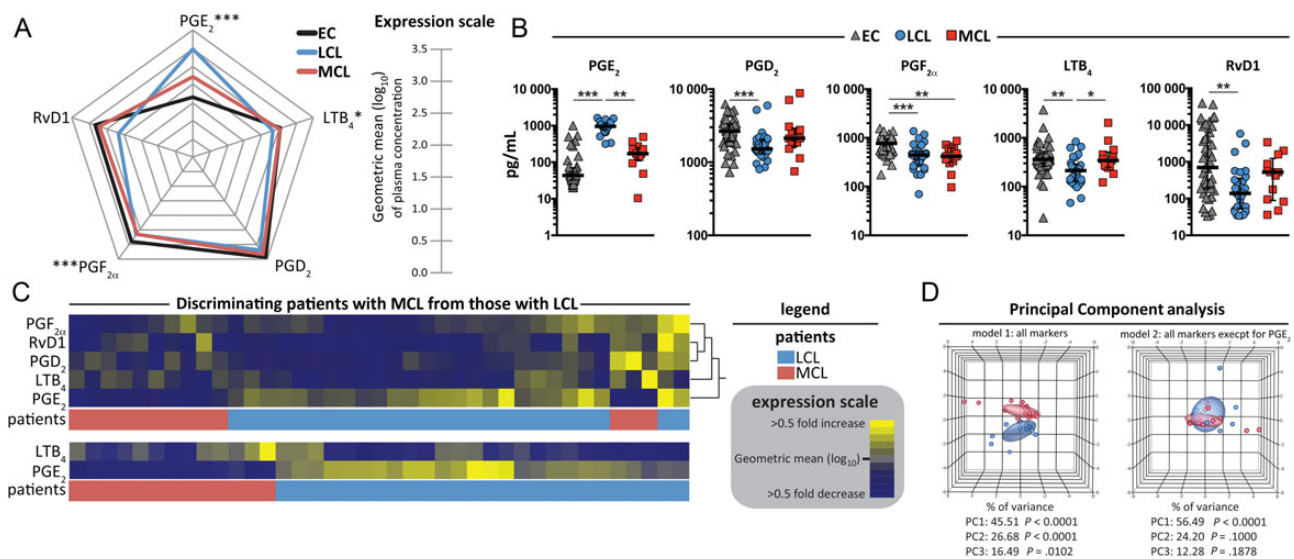 A
PGE2***
EC
LCL
MCL
RvD1
LTB4*
***PGF2α
PGD2
Expression scale
Geometric mean (log10)
of plasma concentration
3.5
3.0
2.5
2.0
1.5
1.0
0.5
0.0
B
EC LCL MCL
PGE2 PGD2 PGF2α LTB4 RvD1
pg/mL
10 000
1000
100
10
1
***
**
10 000
1000
100
***
10 000
1000
100
10
**
***
10 000
1000
100
10
**
*
100 000
10 000
1000
100
10
**
C
Discriminating patients with MCL from those with LCL
PGF2α
RvD1
PGD2
LTB4
PGE2
patients
LTB4
PGE2
patients
legend
patients
LCL
MCL
expression scale
>0.5 fold increase
Geometric mean (log10)
>0.5 fold decrease
D
Principal Component analysis
model 1: all markers
% of variance
PC1: 45.51 P < 0.0001
PC2: 26.68 P < 0.0001
PC3: 16.49 P = .0102
model 2: all markers execpt for PGE2
% of variance
PC1: 56.49 P < 0.0001
PC2: 24.20 P = .1000
PC3: 12.28 P = .1878